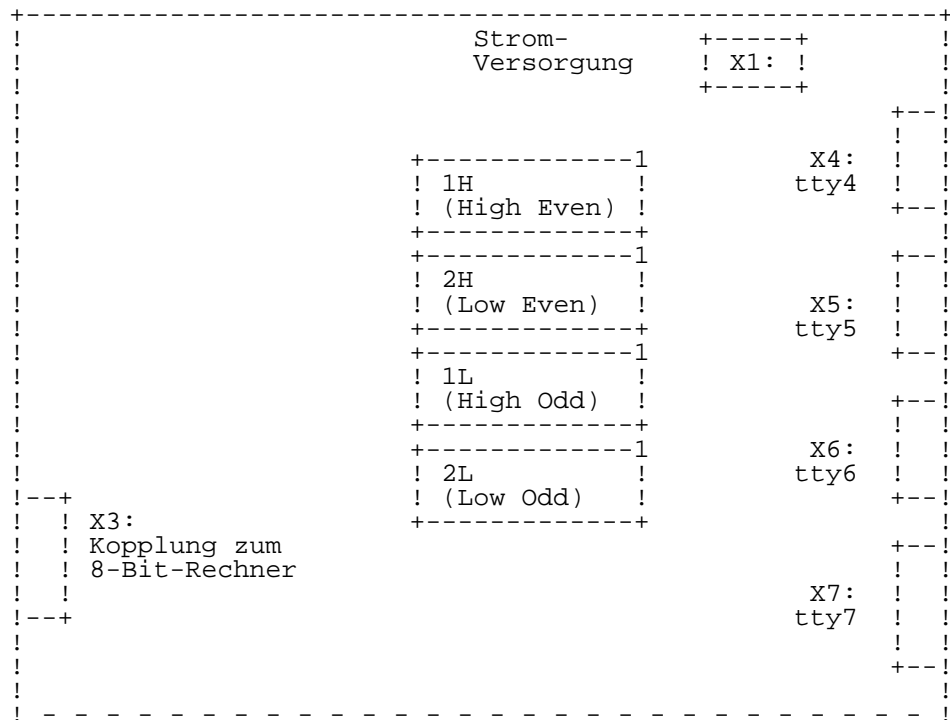 Strom-
Versorgung
X1:
X4:
tty4
1H
(High Even)
2H
(Low Even)
X5:
tty5
1L
(High Odd)
X6:
tty6
2L
(Low Odd)
X3:
Kopplung zum
8-Bit-Rechner
X7:
tty7